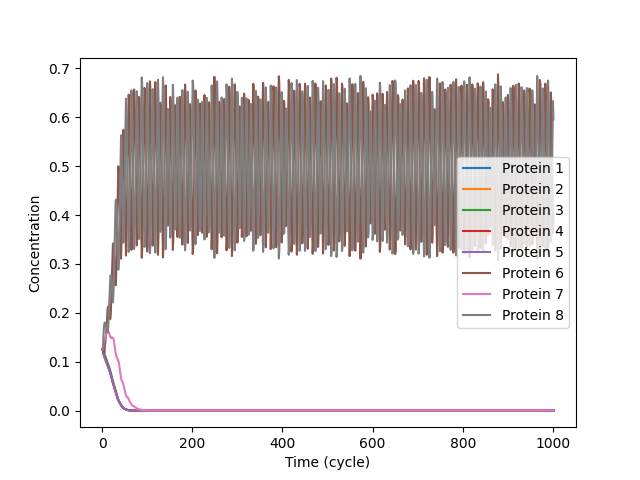 0.7
0.6
0.5
0.4
0.3
0.2
0.1
0.0
Concentration
0
200
400
600
800
1000
Time (cycle)
Protein 1
Protein 2
Protein 3
Protein 4
Protein 5
Protein 6
Protein 7
Protein 8